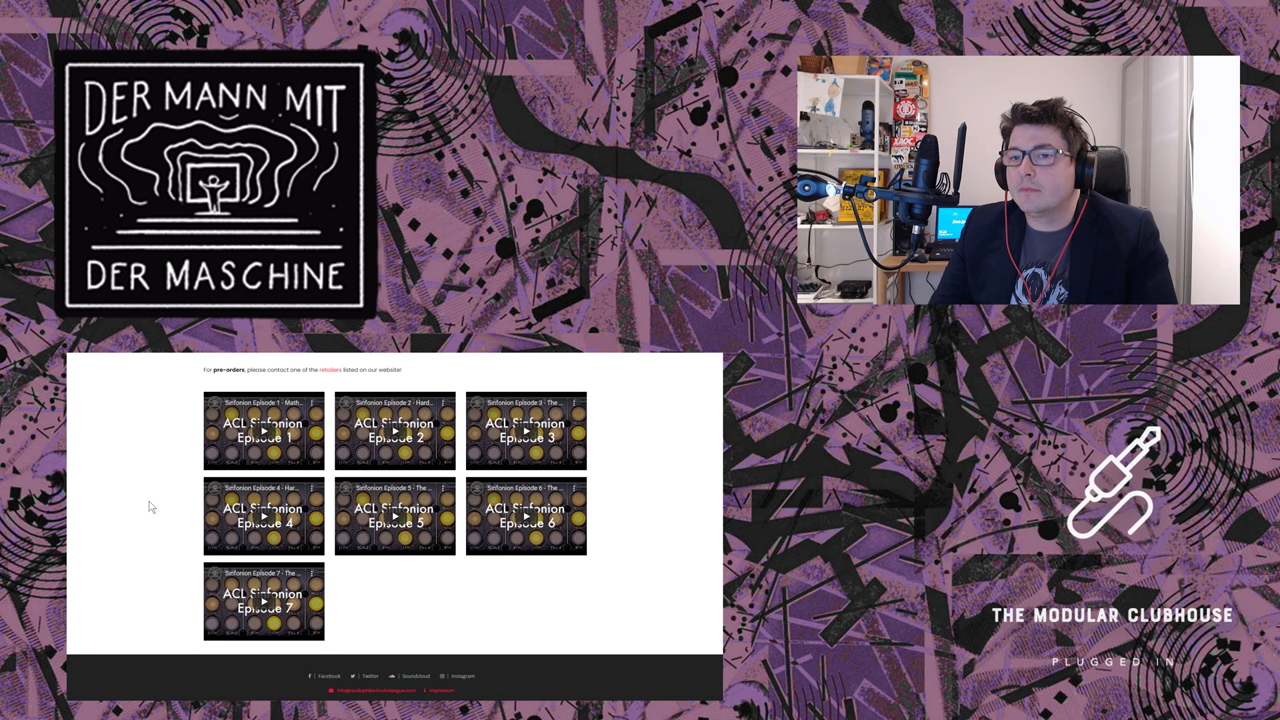 DER MANN MIT
DER MASCHINE
For pre-orders, please contact one of the retailers listed on our website!
Sinfonion Episode 1 - Math...
ACL Sinfonion
Episode 1
Sinfonion Episode 2 - Hard...
ACL Sinfonion
Episode 2
Sinfonion Episode 3 - The ...
ACL Sinfonion
Episode 3
Sinfonion Episode 4 - Har...
ACL Sinfonion
Episode 4
Sinfonion Episode 5 - The ...
ACL Sinfonion
Episode 5
Sinfonion Episode 6 - The ...
ACL Sinfonion
Episode 6
Sinfonion Episode 7 - The ...
ACL Sinfonion
Episode 7
Facebook | Twitter | Soundcloud | Instagram
Impressum
XAOC
THE MODULAR CLUBHOUSE
PLUGGED IN